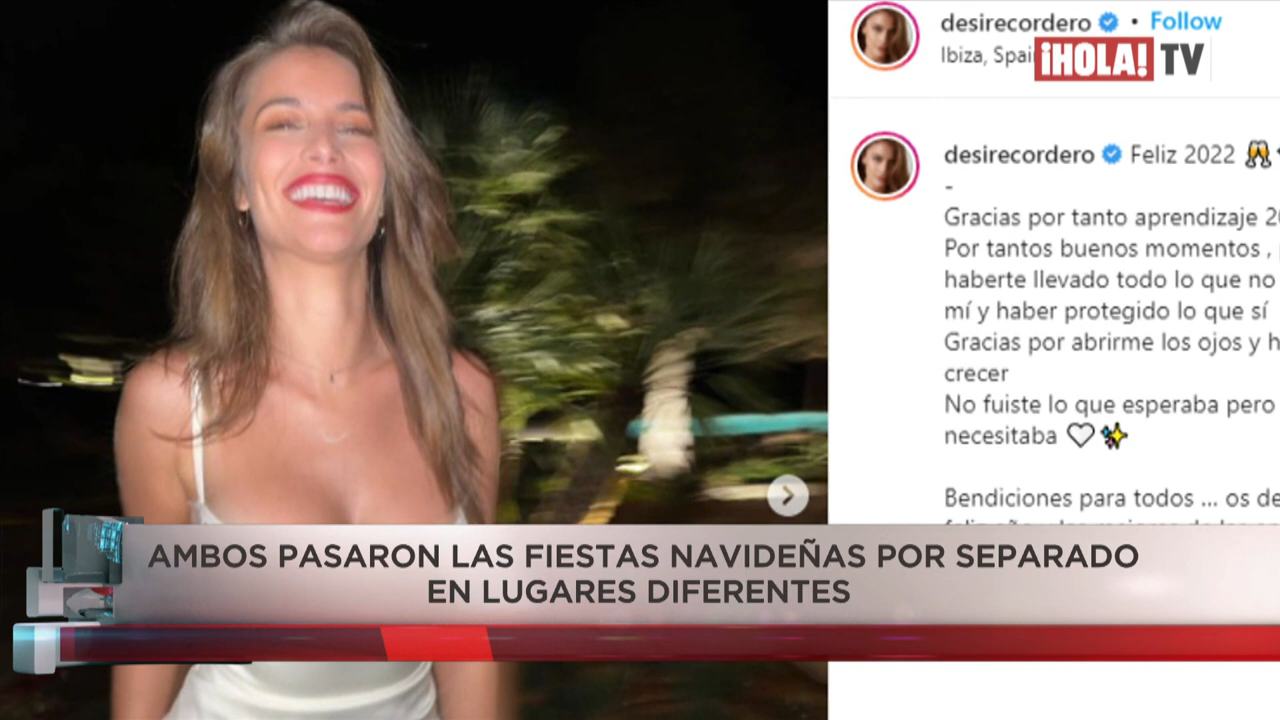 desirecordero • Follow
Ibiza, Spai
¡HOLA! TV
desirecordero Feliz 2022
-
Gracias por tanto aprendizaje
Por tantos buenos momentos ,
haberte llevado todo lo que no
mí y haber protegido lo que sí
Gracias por abrirme los ojos y
crecer
No fuiste lo que esperaba pero
necesitaba
Bendiciones para todos ... os
AMBOS PASARON LAS FIESTAS NAVIDEÑAS POR SEPARADO
EN LUGARES DIFERENTES